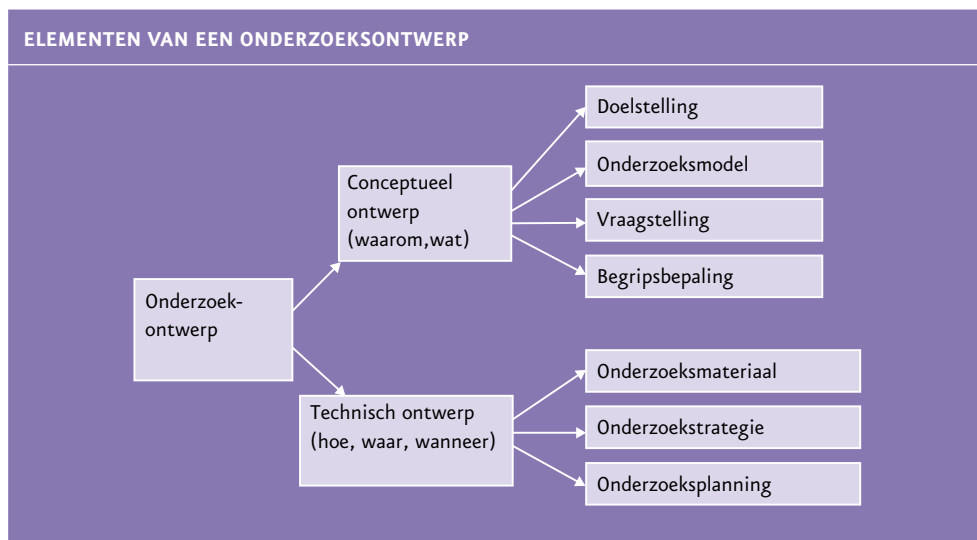 ELEMENTEN VAN EEN ONDERZOEKSONTWERP
Doelstelling
Onderzoeksmodel
Conceptueel
ontwerp
(waarom,wat)
Vraagstelling
Begripsbepaling
Onderzoek-
ontwerp
Onderzoeksmateriaal
Technisch ontwerp
(hoe, waar, wanneer)
Onderzoekstrategie
Onderzoeksplanning